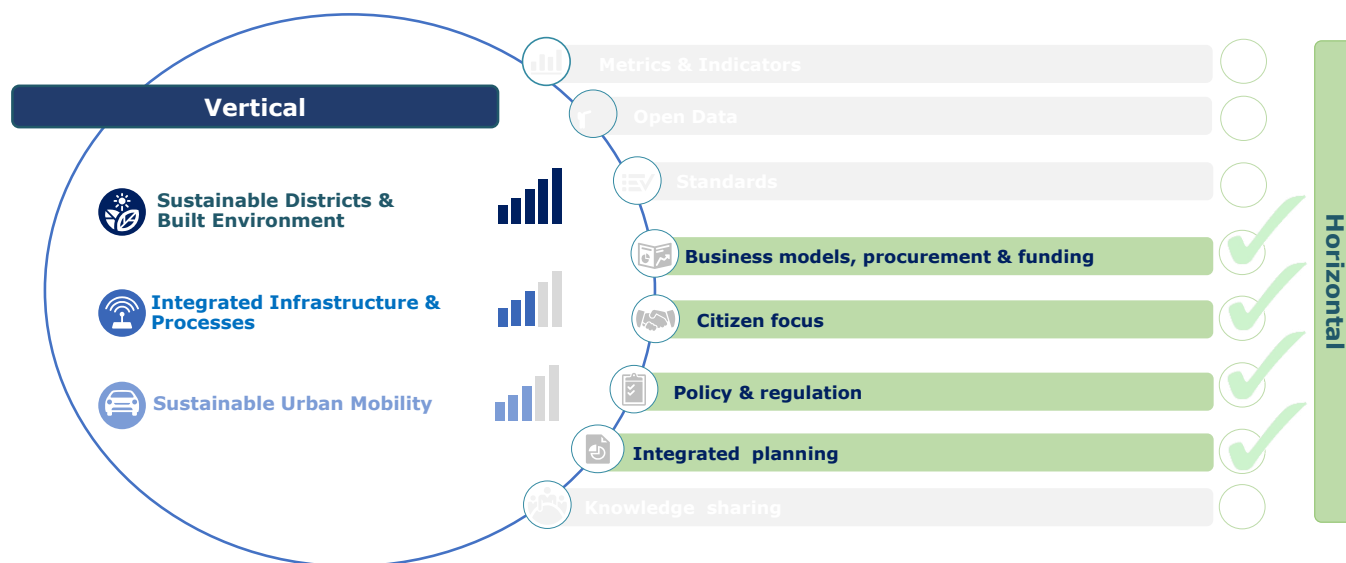 Vertical
Sustainable Districts &
Built Environment
Integrated Infrastructure &
Processes
Sustainable Urban Mobility
Metrics & Indicators
Open Data
Standards
Business models, procurement & funding
Citizen focus
Policy & regulation
Integrated planning
Knowledge sharing
Horizontal